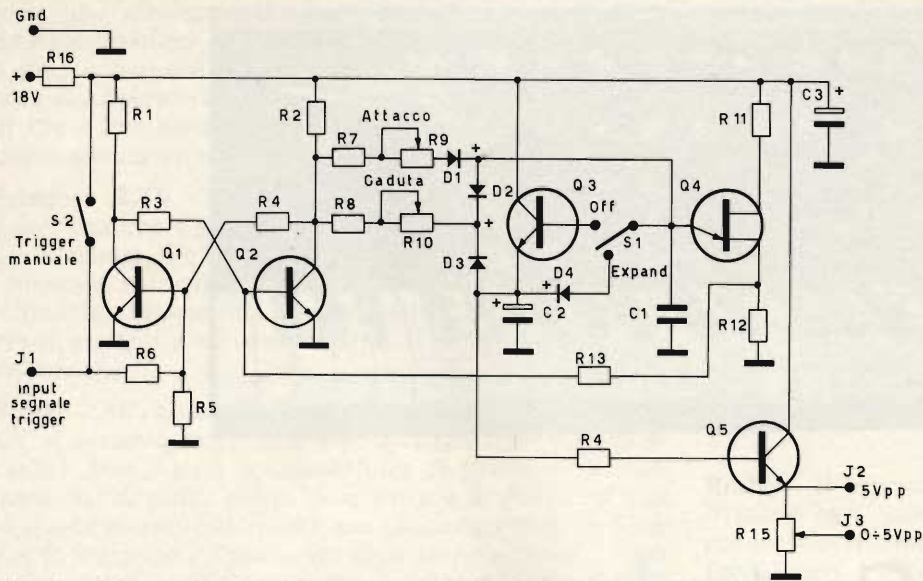 Gnd
R16
+
18V
R1
R2
Attacco
R7
R9
D1
+
D2
Caduta
R8
R10
+
D3
S2
Trigger
manuale
R3
R4
Q1
Q2
Q3
Off
S1
Expand
Q4
R11
C3
+
D4
+
C2
C1
R12
R13
J1
Input
segnale
trigger
R6
R5
R4
Q5
J2
5Vpp
J3
R15
0÷5Vpp